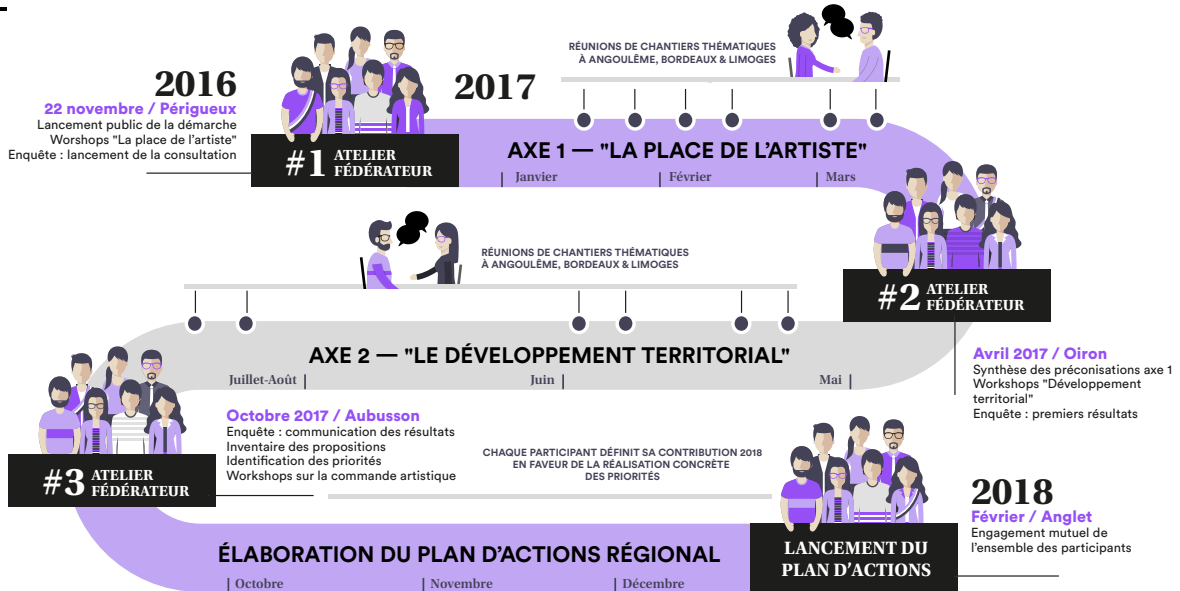 2016
22 novembre / Périgueux
Lancement public de la démarche
Worshops "La place de l'artiste"
Enquête : lancement de la consultation
#1 ATELIER
FÉDÉRATEUR
2017
RÉUNIONS DE CHANTIERS THÉMATIQUES
À ANGOULÊME, BORDEAUX & LIMOGES
AXE 1 — "LA PLACE DE L'ARTISTE"
| Janvier
| Février
| Mars
#2 ATELIER
FÉDÉRATEUR
Avril 2017 / Oiron
Synthèse des préconisations axe 1
Workshops "Développement
territorial"
Enquête : premiers résultats
RÉUNIONS DE CHANTIERS THÉMATIQUES
À ANGOULÊME, BORDEAUX & LIMOGES
AXE 2 — "LE DÉVELOPPEMENT TERRITORIAL"
Juillet-Août |
Juin |
Mai |
#3 ATELIER
FÉDÉRATEUR
Octobre 2017 / Aubusson
Enquête : communication des résultats
Inventaire des propositions
Identification des priorités
Workshops sur la commande artistique
CHAQUE PARTICIPANT DÉFINIT SA CONTRIBUTION 2018
EN FAVEUR DE LA RÉALISATION CONCRÈTE
DES PRIORITÉS
ÉLABORATION DU PLAN D'ACTIONS RÉGIONAL
| Octobre
| Novembre
| Décembre
LANCEMENT DU
PLAN D'ACTIONS
2018
Février / Anglet
Engagement mutuel de
l'ensemble des participants